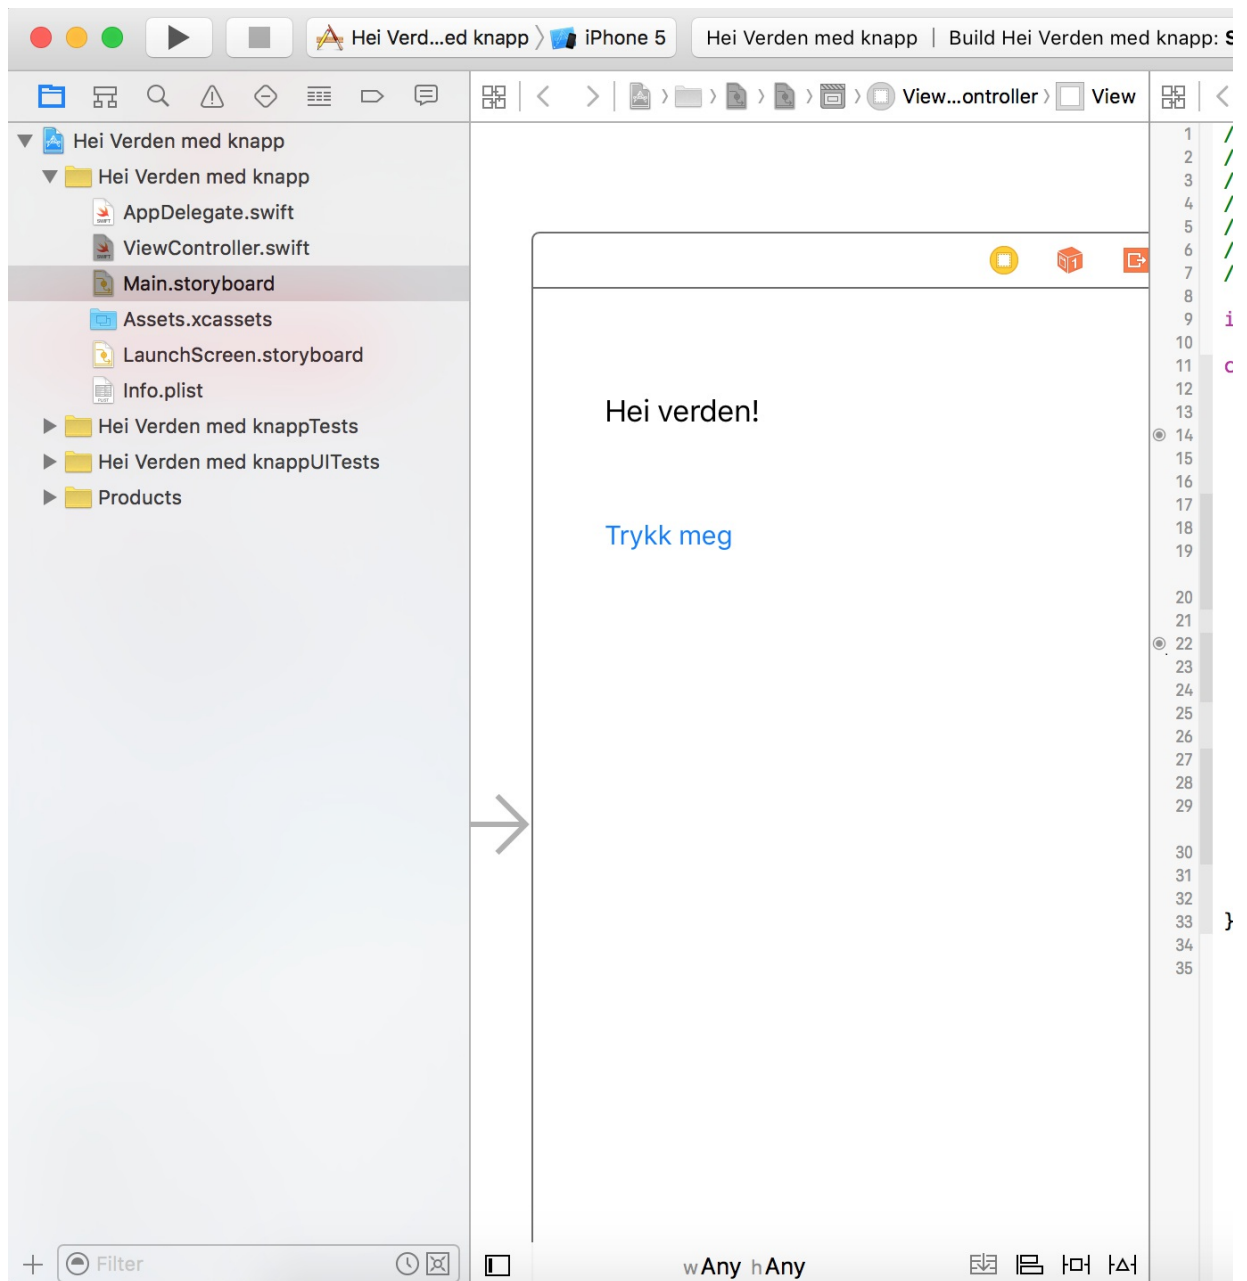 Hei Verd...ed knapp
iPhone 5
Hei Verden med knapp | Build Hei Verden med knapp: S
View...ontroller
View
Hei Verden med knapp
Hei Verden med knapp
AppDelegate.swift
ViewController.swift
Main.storyboard
Assets.xcassets
LaunchScreen.storyboard
Info.plist
Hei Verden med knappTests
Hei Verden med knappUITests
Products
Filter
Hei verden!
Trykk meg
wAny hAny
1 /
2 /
3 /
4 /
5 /
6 /
7 /
8
9 i
10
11 c
12
13
14
15
16
17
18
19
20
21
22
23
24
25
26
27
28
29
30
31
32
33 }
34
35